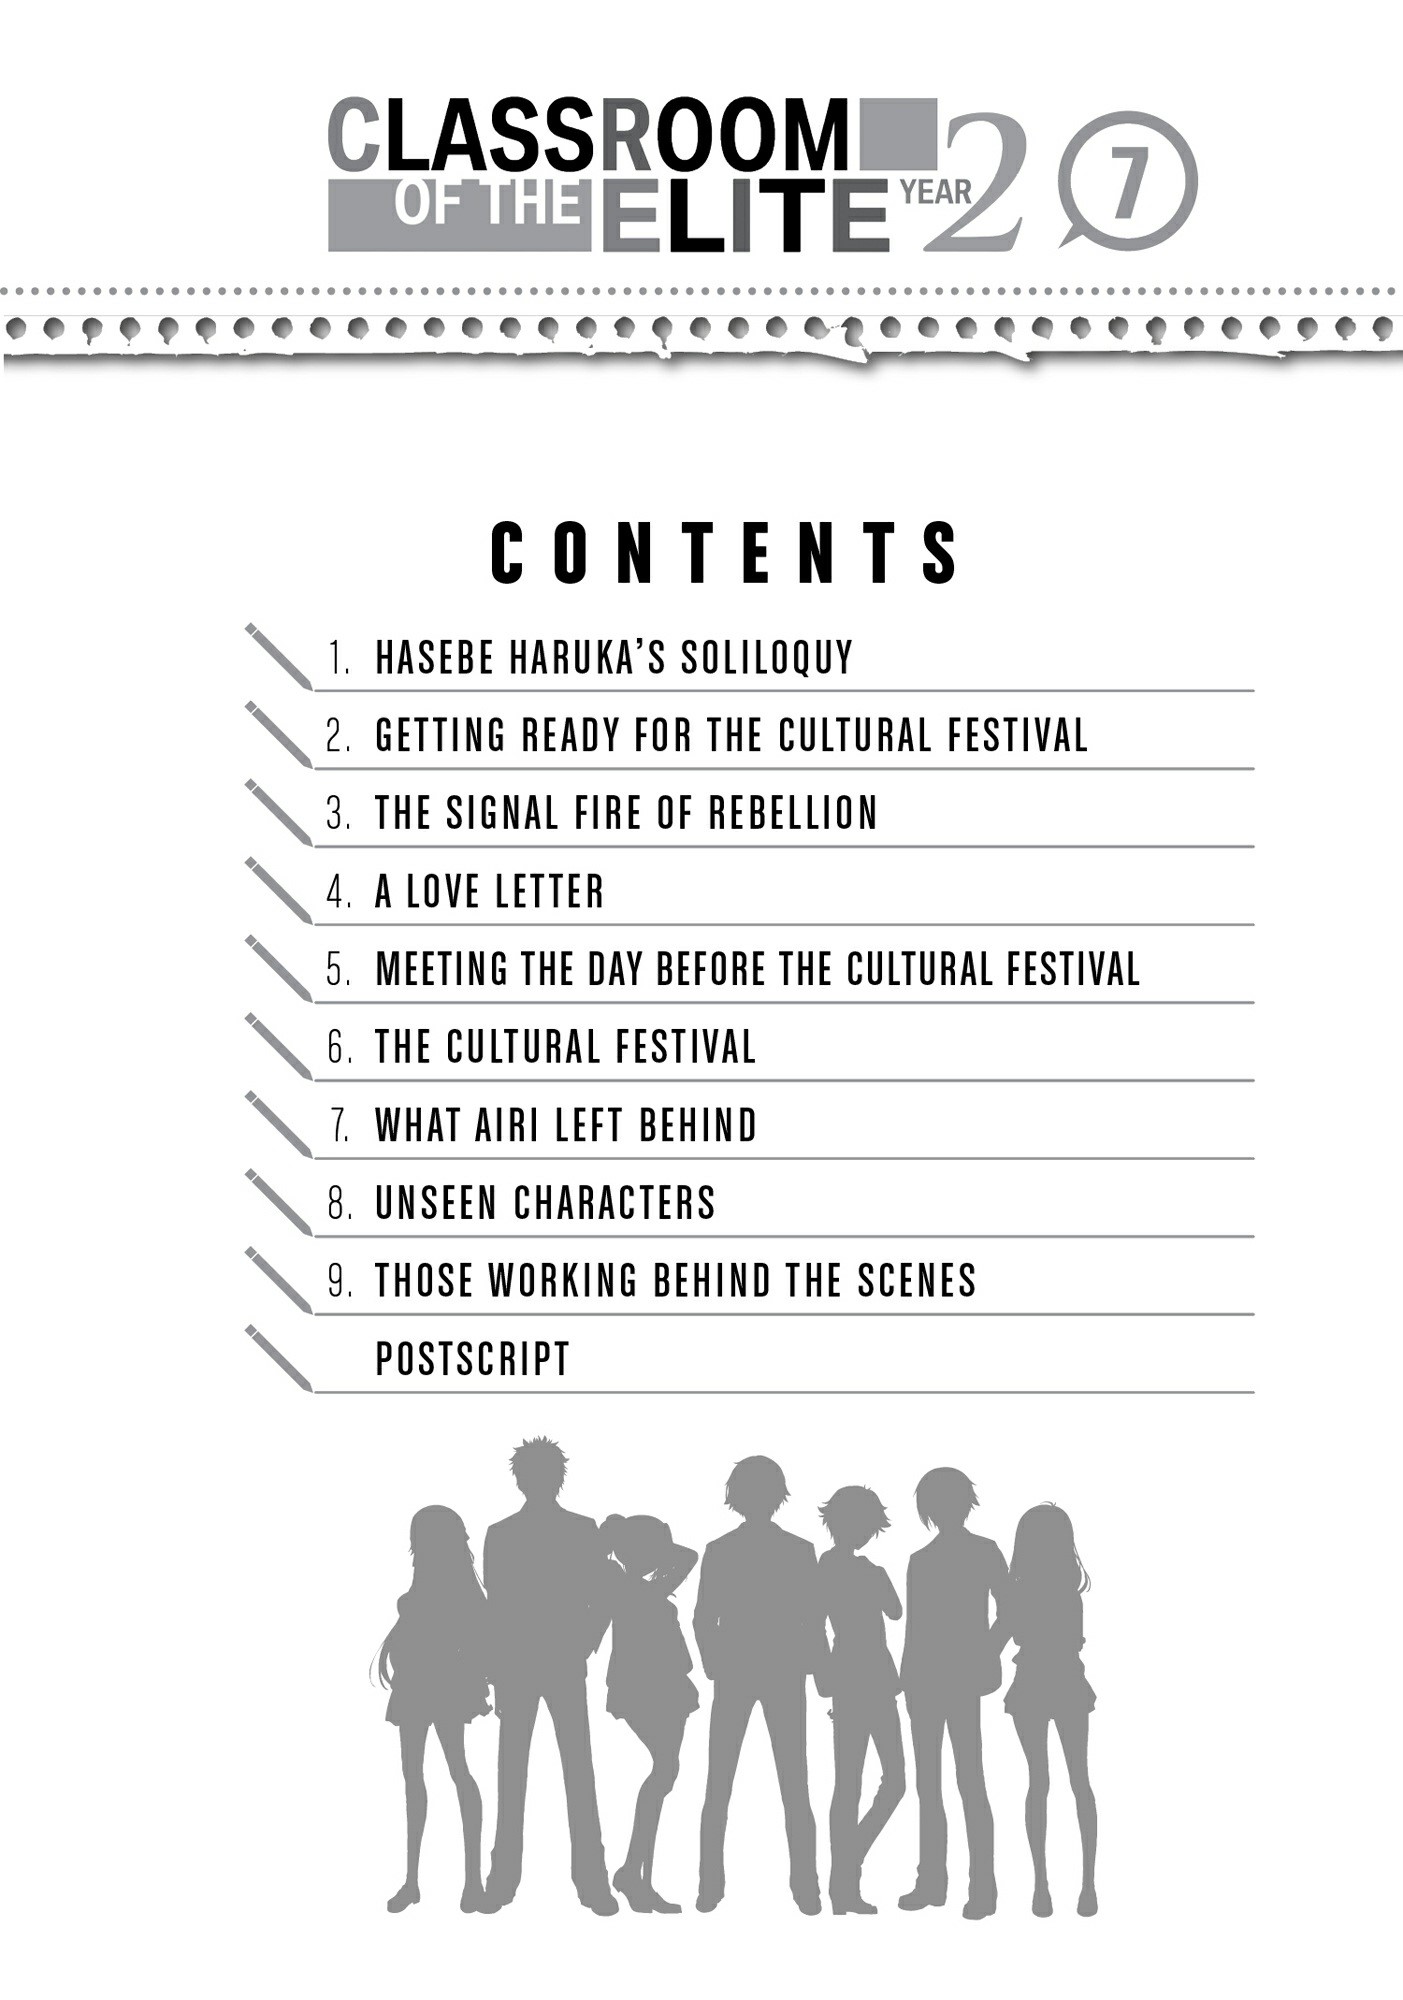 CLASSROOM
OF THE ELITE YEAR 2 7
CONTENTS
1. HASEBE HARUKA’S SOLILOQUY
2. GETTING READY FOR THE CULTURAL FESTIVAL
3. THE SIGNAL FIRE OF REBELLION
4. A LOVE LETTER
5. MEETING THE DAY BEFORE THE CULTURAL FESTIVAL
6. THE CULTURAL FESTIVAL
7. WHAT AIRI LEFT BEHIND
8. UNSEEN CHARACTERS
9. THOSE WORKING BEHIND THE SCENES
POSTSCRIPT